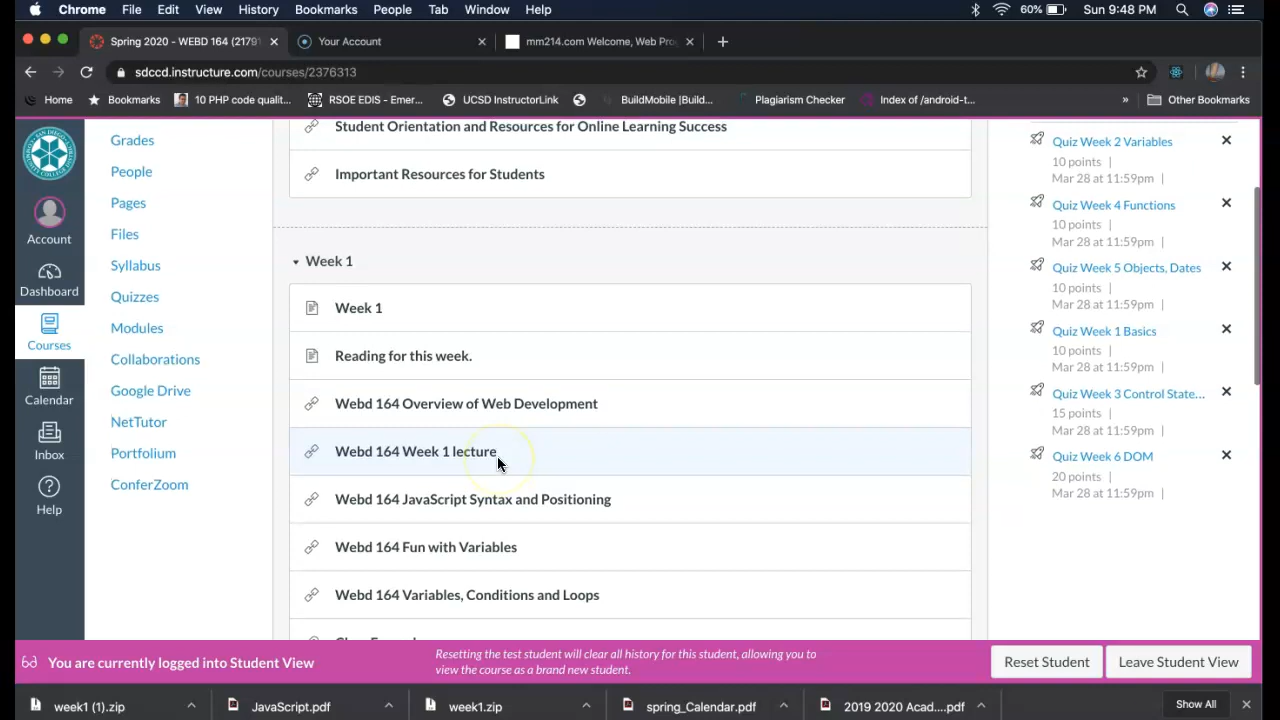 Chrome File Edit View History Bookmarks People Tab Window Help 60% Sun 9:48 PM
Spring 2020 - WEBD 164 (21791 Your Account mm214.com Welcome, Web Pro
sdccd.instructure.com/courses/2376313
Home Bookmarks 10 PHP code qualit... RSOE EDIS - Emer... UCSD InstructorLink BuildMobile |Build... Plagiarism Checker Index of /android-t... » Other Bookmarks
Account
Dashboard
Courses
Calendar
Inbox
Help
Grades
People
Pages
Files
Syllabus
Quizzes
Modules
Collaborations
Google Drive
NetTutor
Portfolium
ConferZoom
Student Orientation and Resources for Online Learning Success
Important Resources for Students
Week 1
Week 1
Reading for this week.
Webd 164 Overview of Web Development
Webd 164 Week 1 lecture
Webd 164 JavaScript Syntax and Positioning
Webd 164 Fun with Variables
Webd 164 Variables, Conditions and Loops
Quiz Week 2 Variables
10 points |
Mar 28 at 11:59pm |
Quiz Week 4 Functions
10 points |
Mar 28 at 11:59pm |
Quiz Week 5 Objects, Dates
10 points |
Mar 28 at 11:59pm |
Quiz Week 1 Basics
10 points |
Mar 28 at 11:59pm |
Quiz Week 3 Control State...
15 points |
Mar 28 at 11:59pm |
Quiz Week 6 DOM
20 points |
Mar 28 at 11:59pm |
You are currently logged into Student View
Resetting the test student will clear all history for this student, allowing you to
view the course as a brand new student.
Reset Student Leave Student View
week1 (1).zip JavaScript.pdf week1.zip spring_Calendar.pdf 2019 2020 Acad....pdf Show All